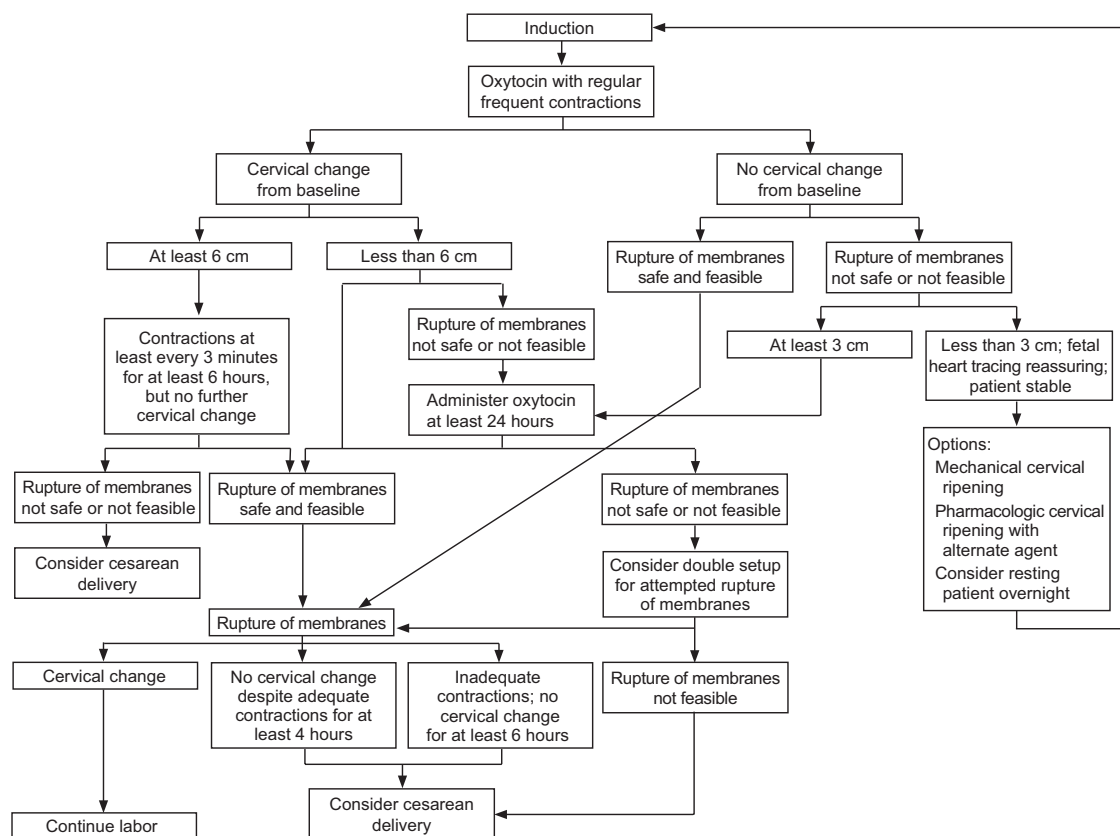 Induction
Oxytocin with regular
frequent contractions
Cervical change
from baseline
No cervical change
from baseline
At least 6 cm
Less than 6 cm
Rupture of membranes
safe and feasible
Rupture of membranes
not safe or not feasible
Contractions at
least every 3 minutes
for at least 6 hours,
but no further
cervical change
Rupture of membranes
not safe or not feasible
At least 3 cm
Less than 3 cm; fetal
heart tracing reassuring;
patient stable
Administer oxytocin
at least 24 hours
Options:
Mechanical cervical
ripening
Pharmacologic cervical
ripening with
alternate agent
Consider resting
patient overnight
Rupture of membranes
not safe or not feasible
Rupture of membranes
safe and feasible
Rupture of membranes
not safe or not feasible
Consider cesarean
delivery
Consider double setup
for attempted rupture
of membranes
Rupture of membranes
Cervical change
No cervical change
despite adequate
contractions for at
least 4 hours
Inadequate
contractions; no
cervical change
for at least 6 hours
Rupture of membranes
not feasible
Continue labor
Consider cesarean
delivery